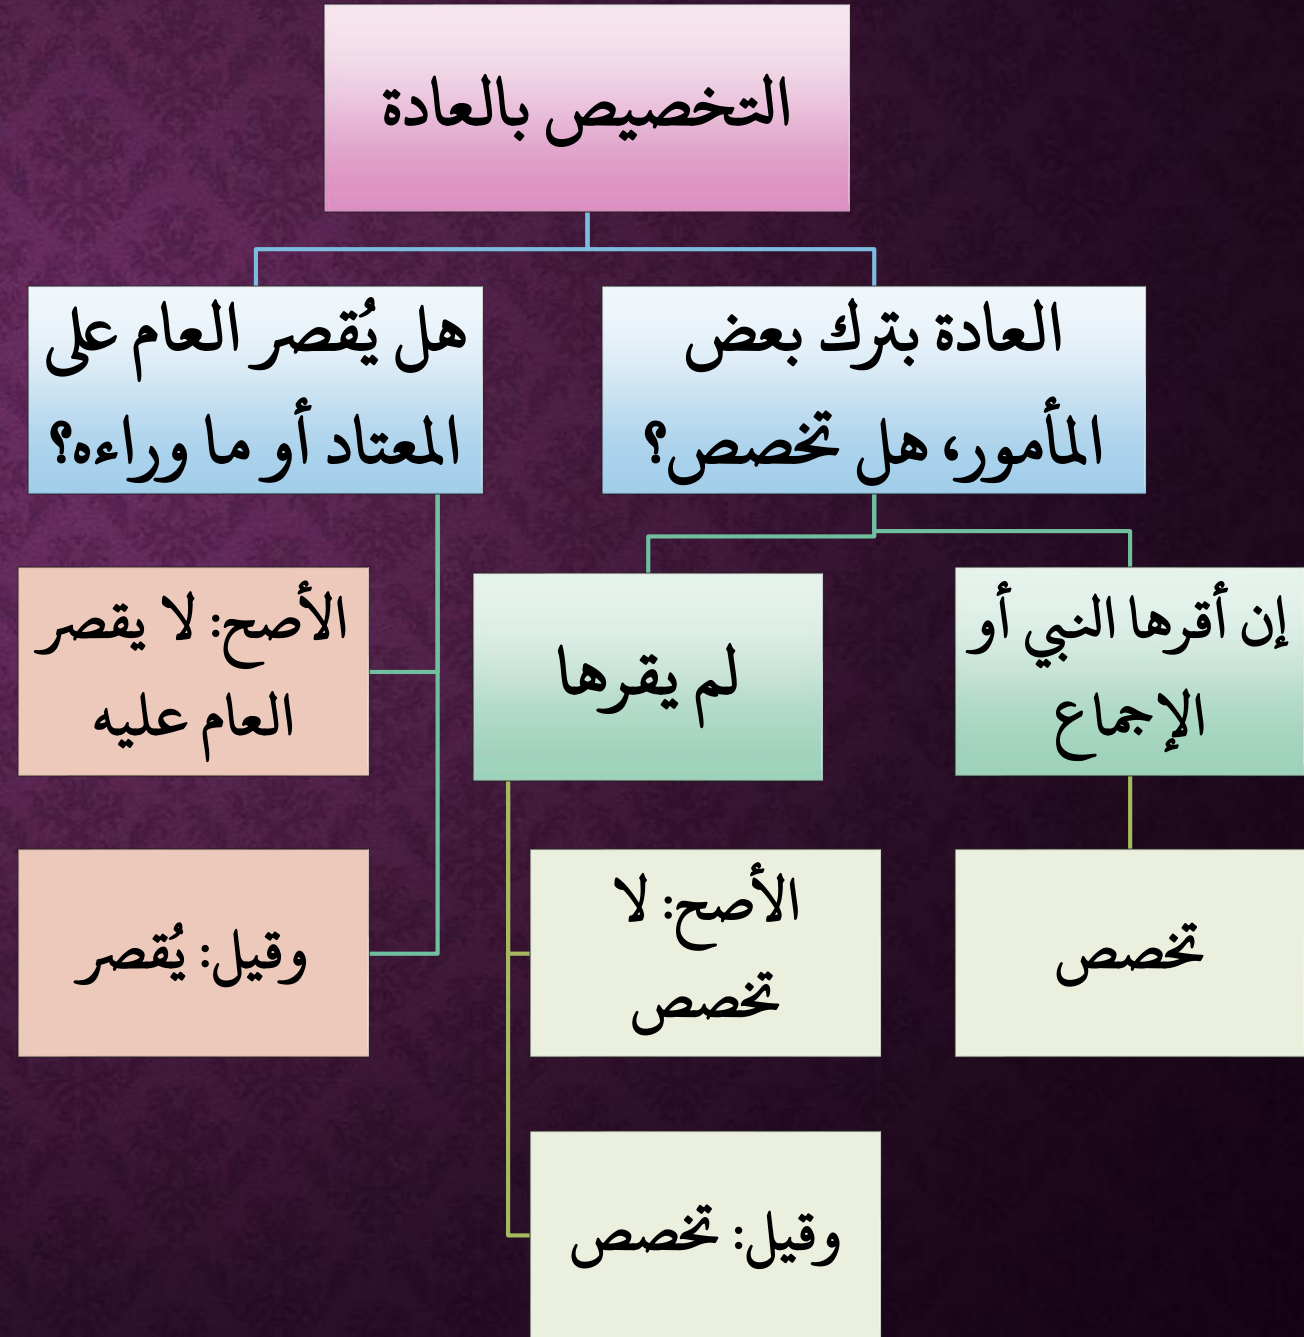 التخصيص بالعادة
العادة بترك بعض
المأمور، هل تخصص؟
هل يُقصر العام على
المعتاد أو ما وراءه؟
إن أقرها النبي أو
الإجماع
لم يقرها
الأصح: لا يقصر
العام عليه
تخصص
الأصح: لا
تخصص
وقيل: يُقصر
وقيل: تخصص